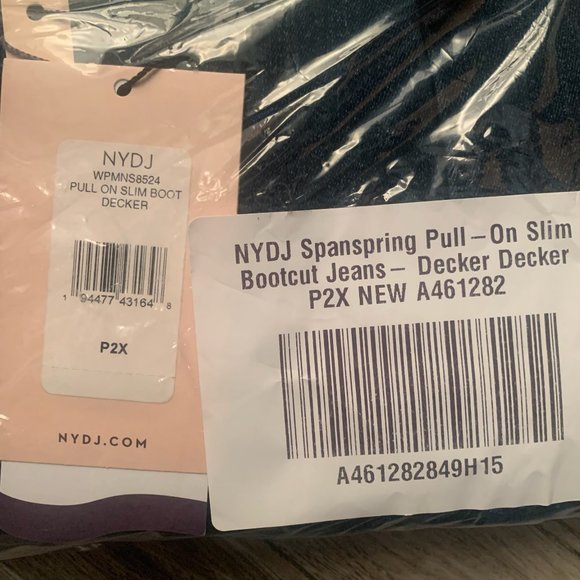 NYDJ
WPMNS8524
PULL ON SLIM BOOT
DECKER
1 94477 43164 8
P2X
NYDJ.COM
NYDJ Spanspring Pull-On Slim
Bootcut Jeans- Decker Decker
P2X NEW A461282
A461282849H15